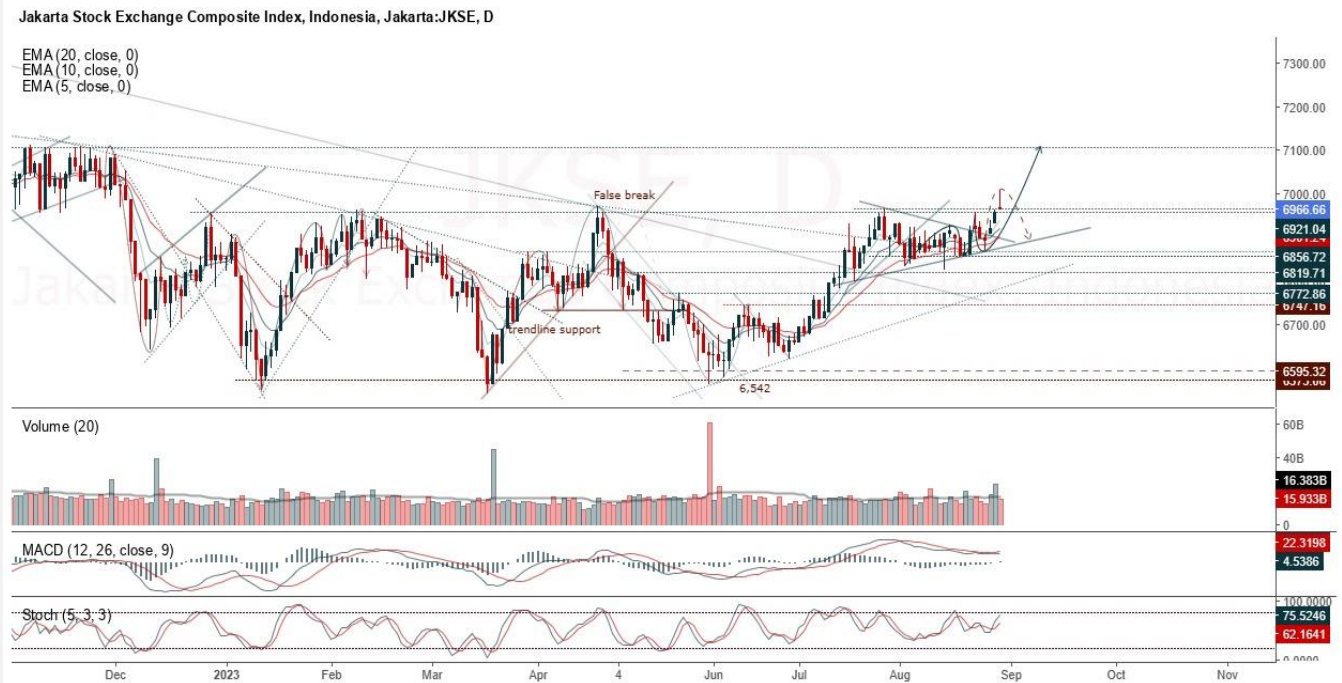 Jakarta Stock Exchange Composite Index, Indonesia, Jakarta:JKSE, D
EMA (20, close, 0)
EMA (10, close, 0)
EMA (5, close, 0)
JKSE, D
7300.00
7200.00
7100.00
7000.00
6966.66
6921.04
6856.72
6819.71
6772.86
6747.16
6700.00
6595.32
False break
trendline support
6,542
Volume (20)
60B
40B
16.383B
15.933B
0
MACD (12, 26, close, 9)
22.3198
4.5386
Stoch (5, 3, 3)
100.0000
75.5246
62.1641
0.0000
Dec
2023
Feb
Mar
Apr
4
Jun
Jul
Aug
Sep
Oct
Nov